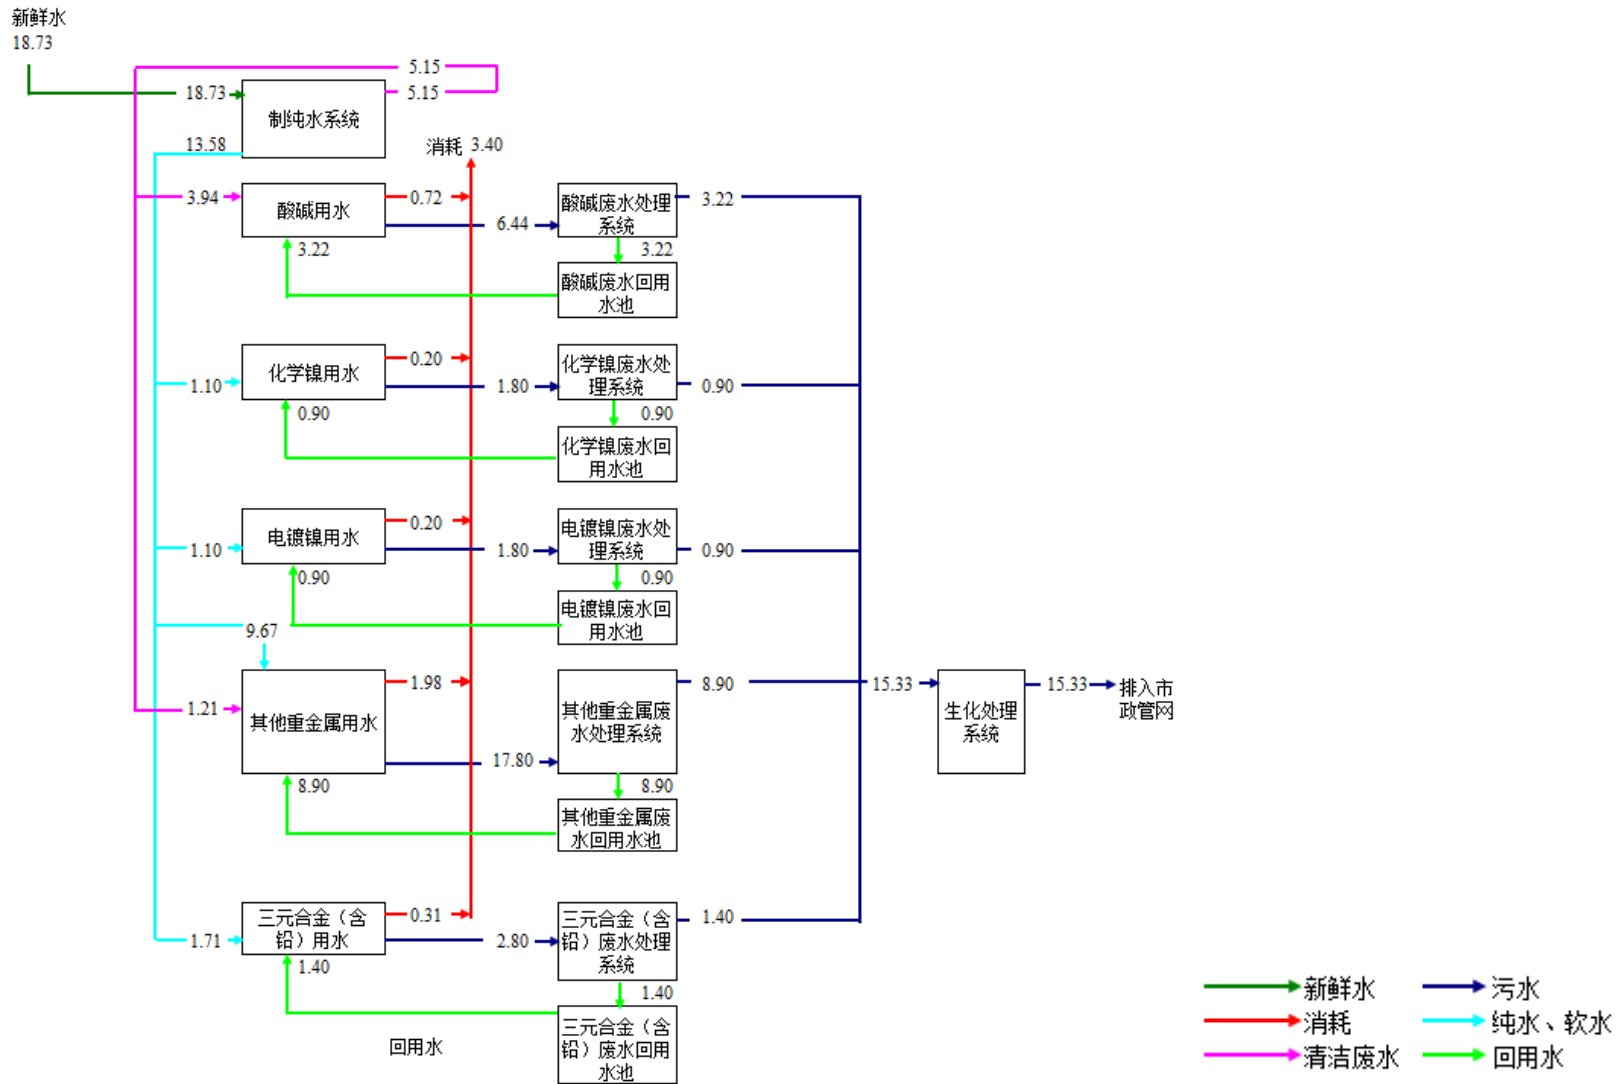 新鲜水
18.73
5.15
18.73
5.15
制纯水系统
13.58
消耗 3.40
3.94
酸碱用水
0.72
6.44
3.22
酸碱废水处理
系统
3.22
3.22
酸碱废水回用
水池
1.10
化学镍用水
0.20
1.80
0.90
化学镍废水处
理系统
0.90
0.90
化学镍废水回
用水池
1.10
电镀镍用水
0.20
1.80
0.90
电镀镍废水处
理系统
0.90
0.90
电镀镍废水回
用水池
9.67
1.21
其他重金属用水
1.98
17.80
8.90
其他重金属废
水处理系统
8.90
8.90
其他重金属废
水回用水池
15.33
生化处理
系统
15.33
排入市
政管网
1.71
三元合金（含
铅）用水
0.31
2.80
1.40
三元合金（含
铅）废水处理
系统
1.40
1.40
三元合金（含
铅）废水回用
水池
回用水
新鲜水
污水
消耗
纯水、软水
清洁废水
回用水